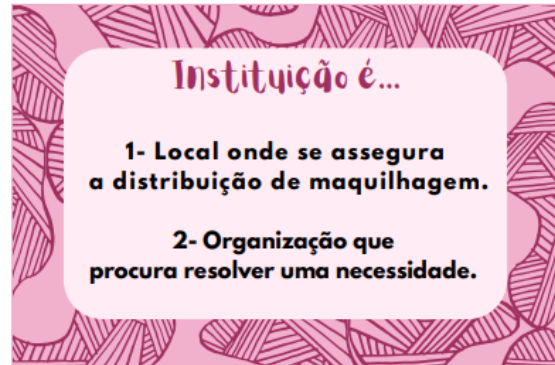 Instituição é...
1- Local onde se assegura
a distribuição de maquilhagem.
2- Organização que
procura resolver uma necessidade.